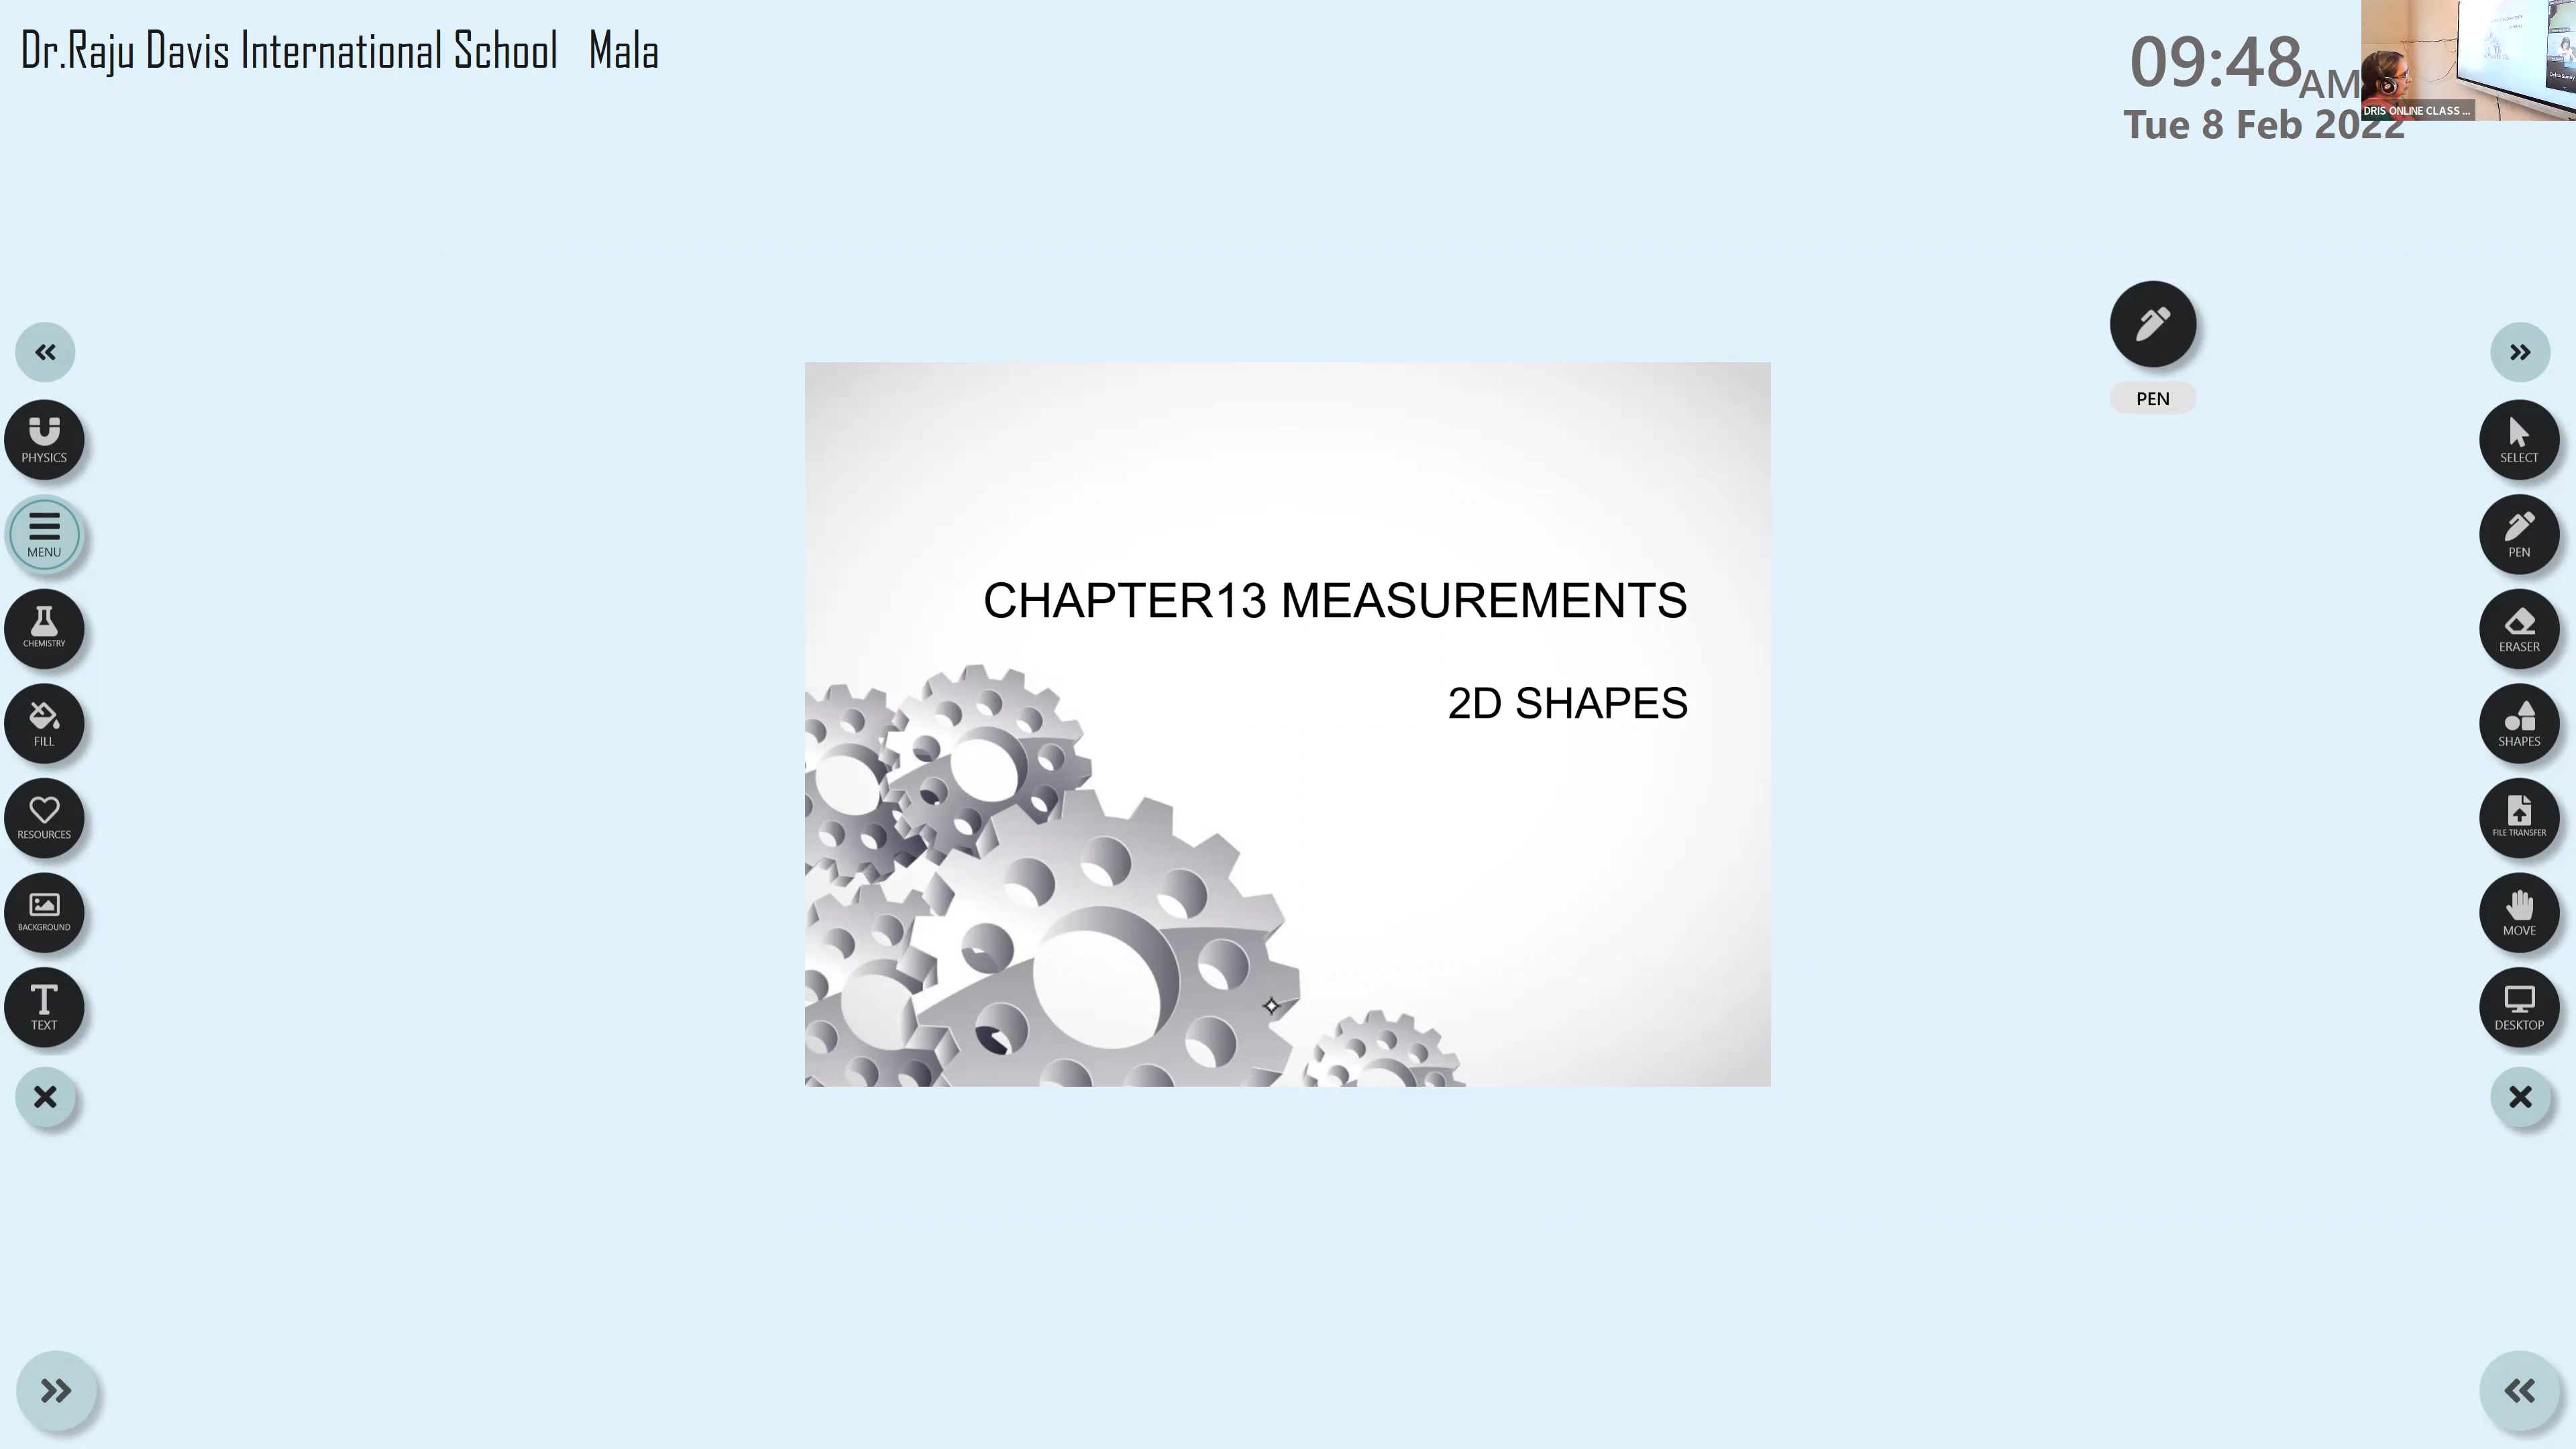 Dr.Raju Davis International School Mala
09:48AM
Tue 8 Feb 2022
DRIS ONLINE CLASS ...
PEN
PHYSICS
MENU
CHEMISTRY
FILL
RESOURCES
BACKGROUND
TEXT
CHAPTER13 MEASUREMENTS
2D SHAPES
SELECT
PEN
ERASER
SHAPES
FILE TRANSFER
MOVE
DESKTOP